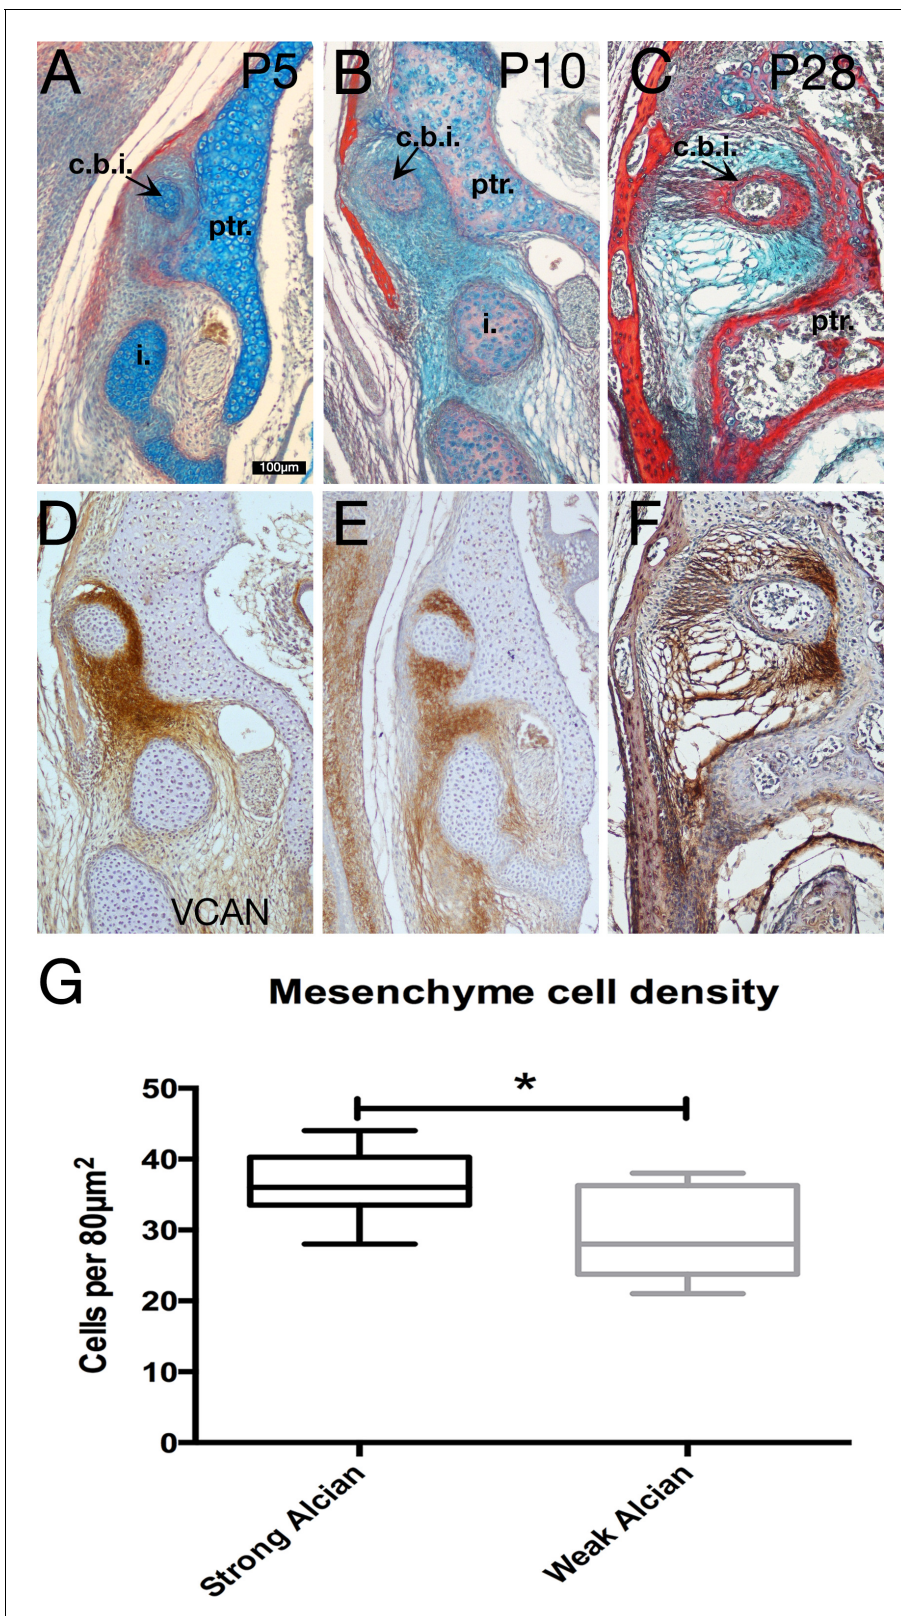 A P5
c.b.i.
ptr.
i.
100µm
B P10
c.b.i.
ptr.
i.
C P28
c.b.i.
ptr.
D
VCAN
E
F
G
Mesenchyme cell density
*
50
40
30
20
10
0
Cells per 80µm²
Strong Alcian
Weak Alcian